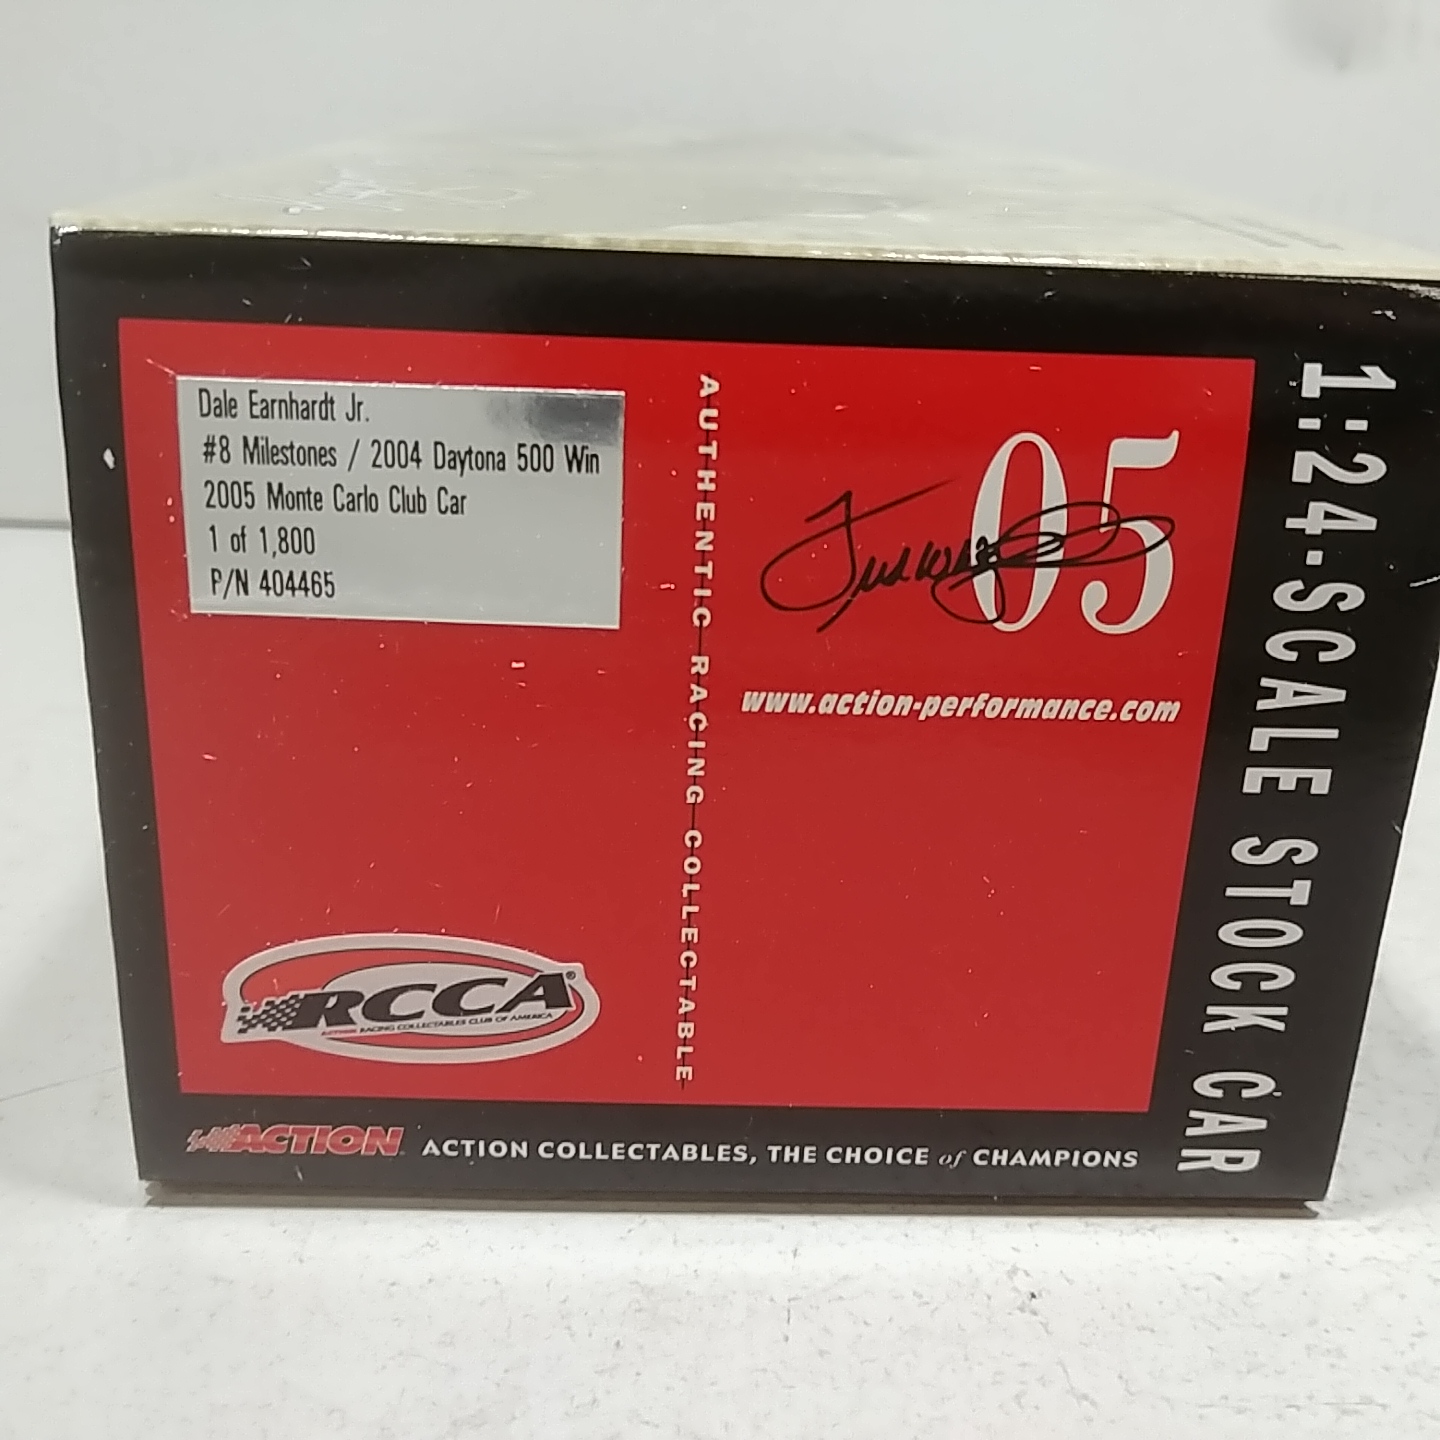 Dale Earnhardt Jr.
#8 Milestones / 2004 Daytona 500 Win
2005 Monte Carlo Club Car
1 of 1,800
P/N 404465
AUTHENTIC RACING COLLECTABLE
05
www.action-performance.com
1:24-SCALE STOCK CAR
RCCA®
ACTION RACING COLLECTABLES CLUB OF AMERICA
ACTION
ACTION COLLECTABLES, THE CHOICE of CHAMPIONS